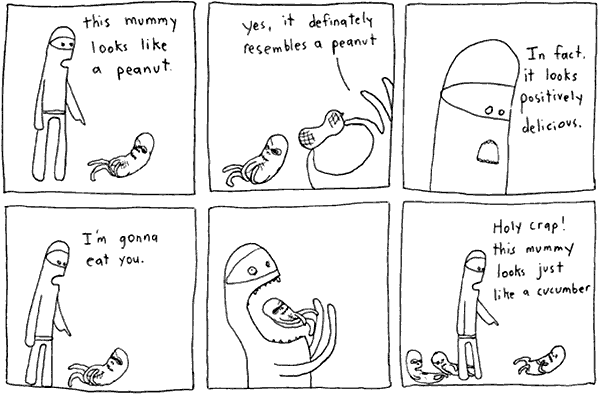 this mummy
looks like
a peanut.
yes, it definately
resembles a peanut
In fact,
it looks
positively
delicious.
I'm gonna
eat you.
Holy crap!
this mummy
looks just
like a cucumber